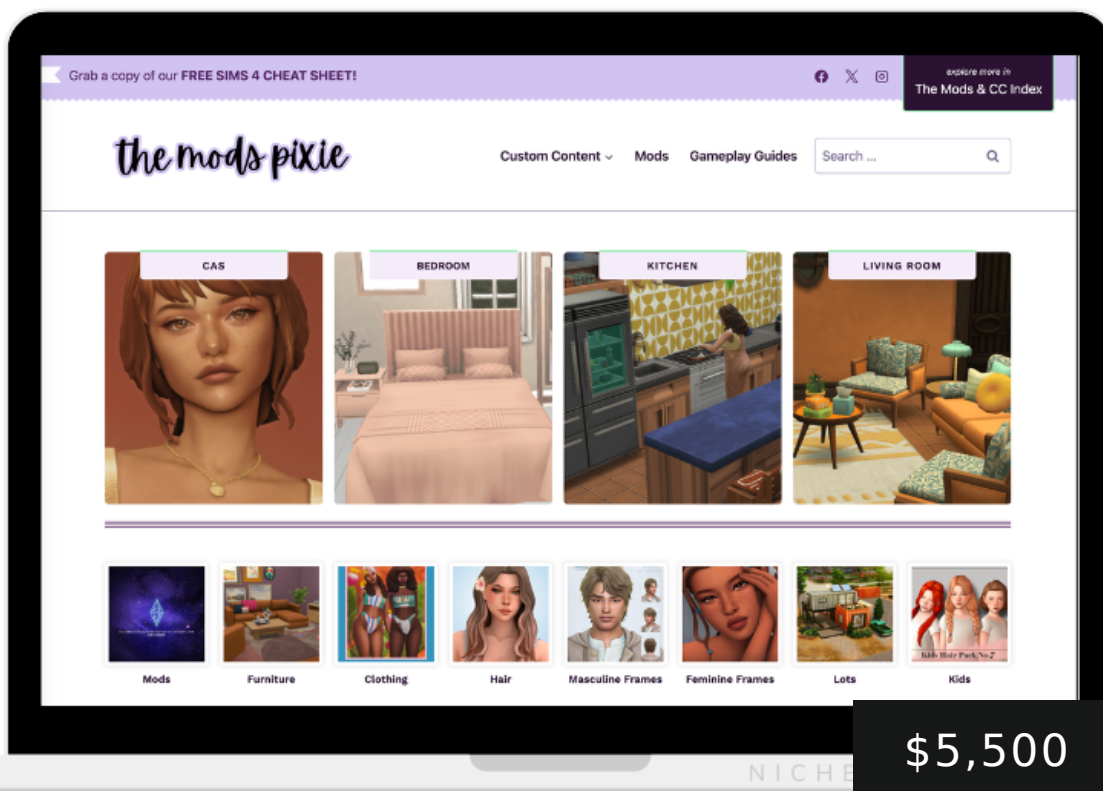 Grab a copy of our FREE SIMS 4 CHEAT SHEET!
explore more in
The Mods & CC Index
the mods pixie
Custom Content
Mods
Gameplay Guides
Search ...
CAS
BEDROOM
KITCHEN
LIVING ROOM
Kids Hair Pack No.7
Mods
Furniture
Clothing
Hair
Masculine Frames
Feminine Frames
Lots
Kids
$5,500
NICHE